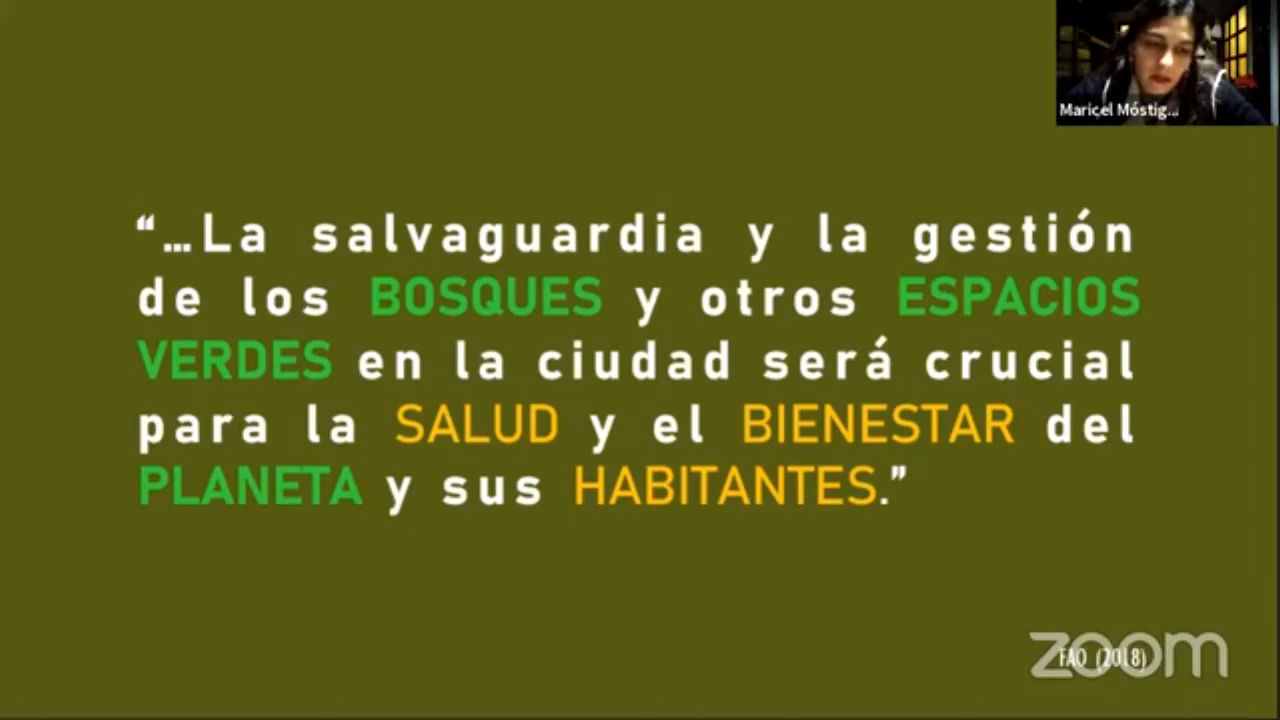 Maricel Móstig...
“…La salvaguardia y la gestión
de los BOSQUES y otros ESPACIOS
VERDES en la ciudad será crucial
para la SALUD y el BIENESTAR del
PLANETA y sus HABITANTES.”
zoom
FAO (2018)